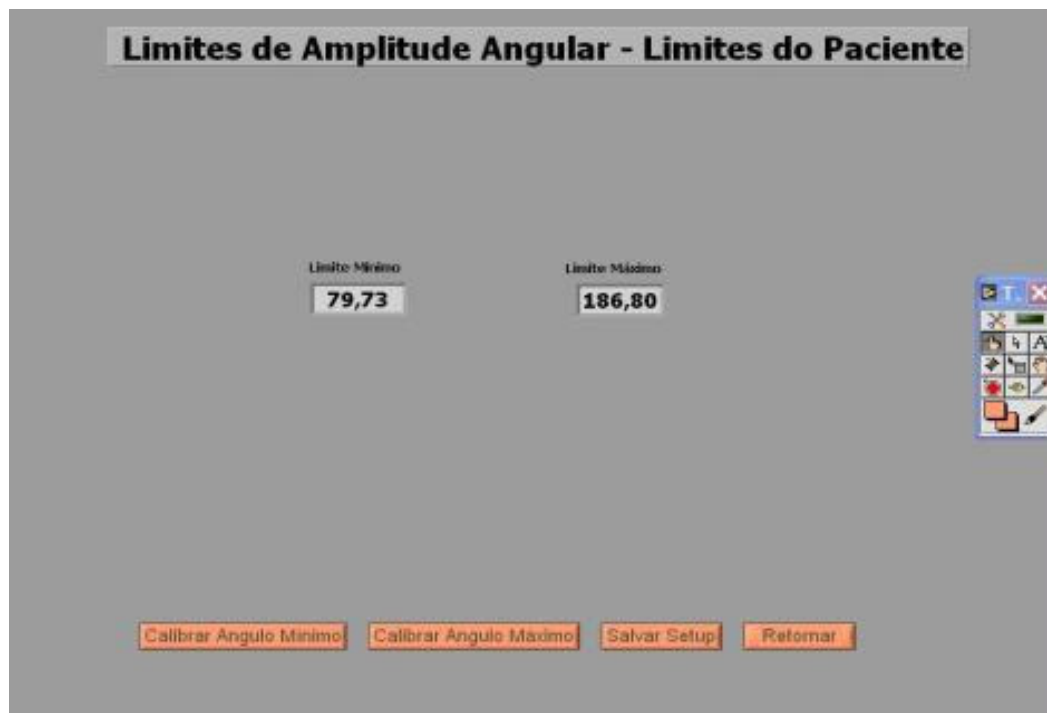 Limites de Amplitude Angular - Limites do Paciente
Limite Minimo
Limite Máximo
79,73
186,80
T.
A
Calibrar Angulo Minimo
Calibrar Angulo Maximo
Salvar Setup
Retornar